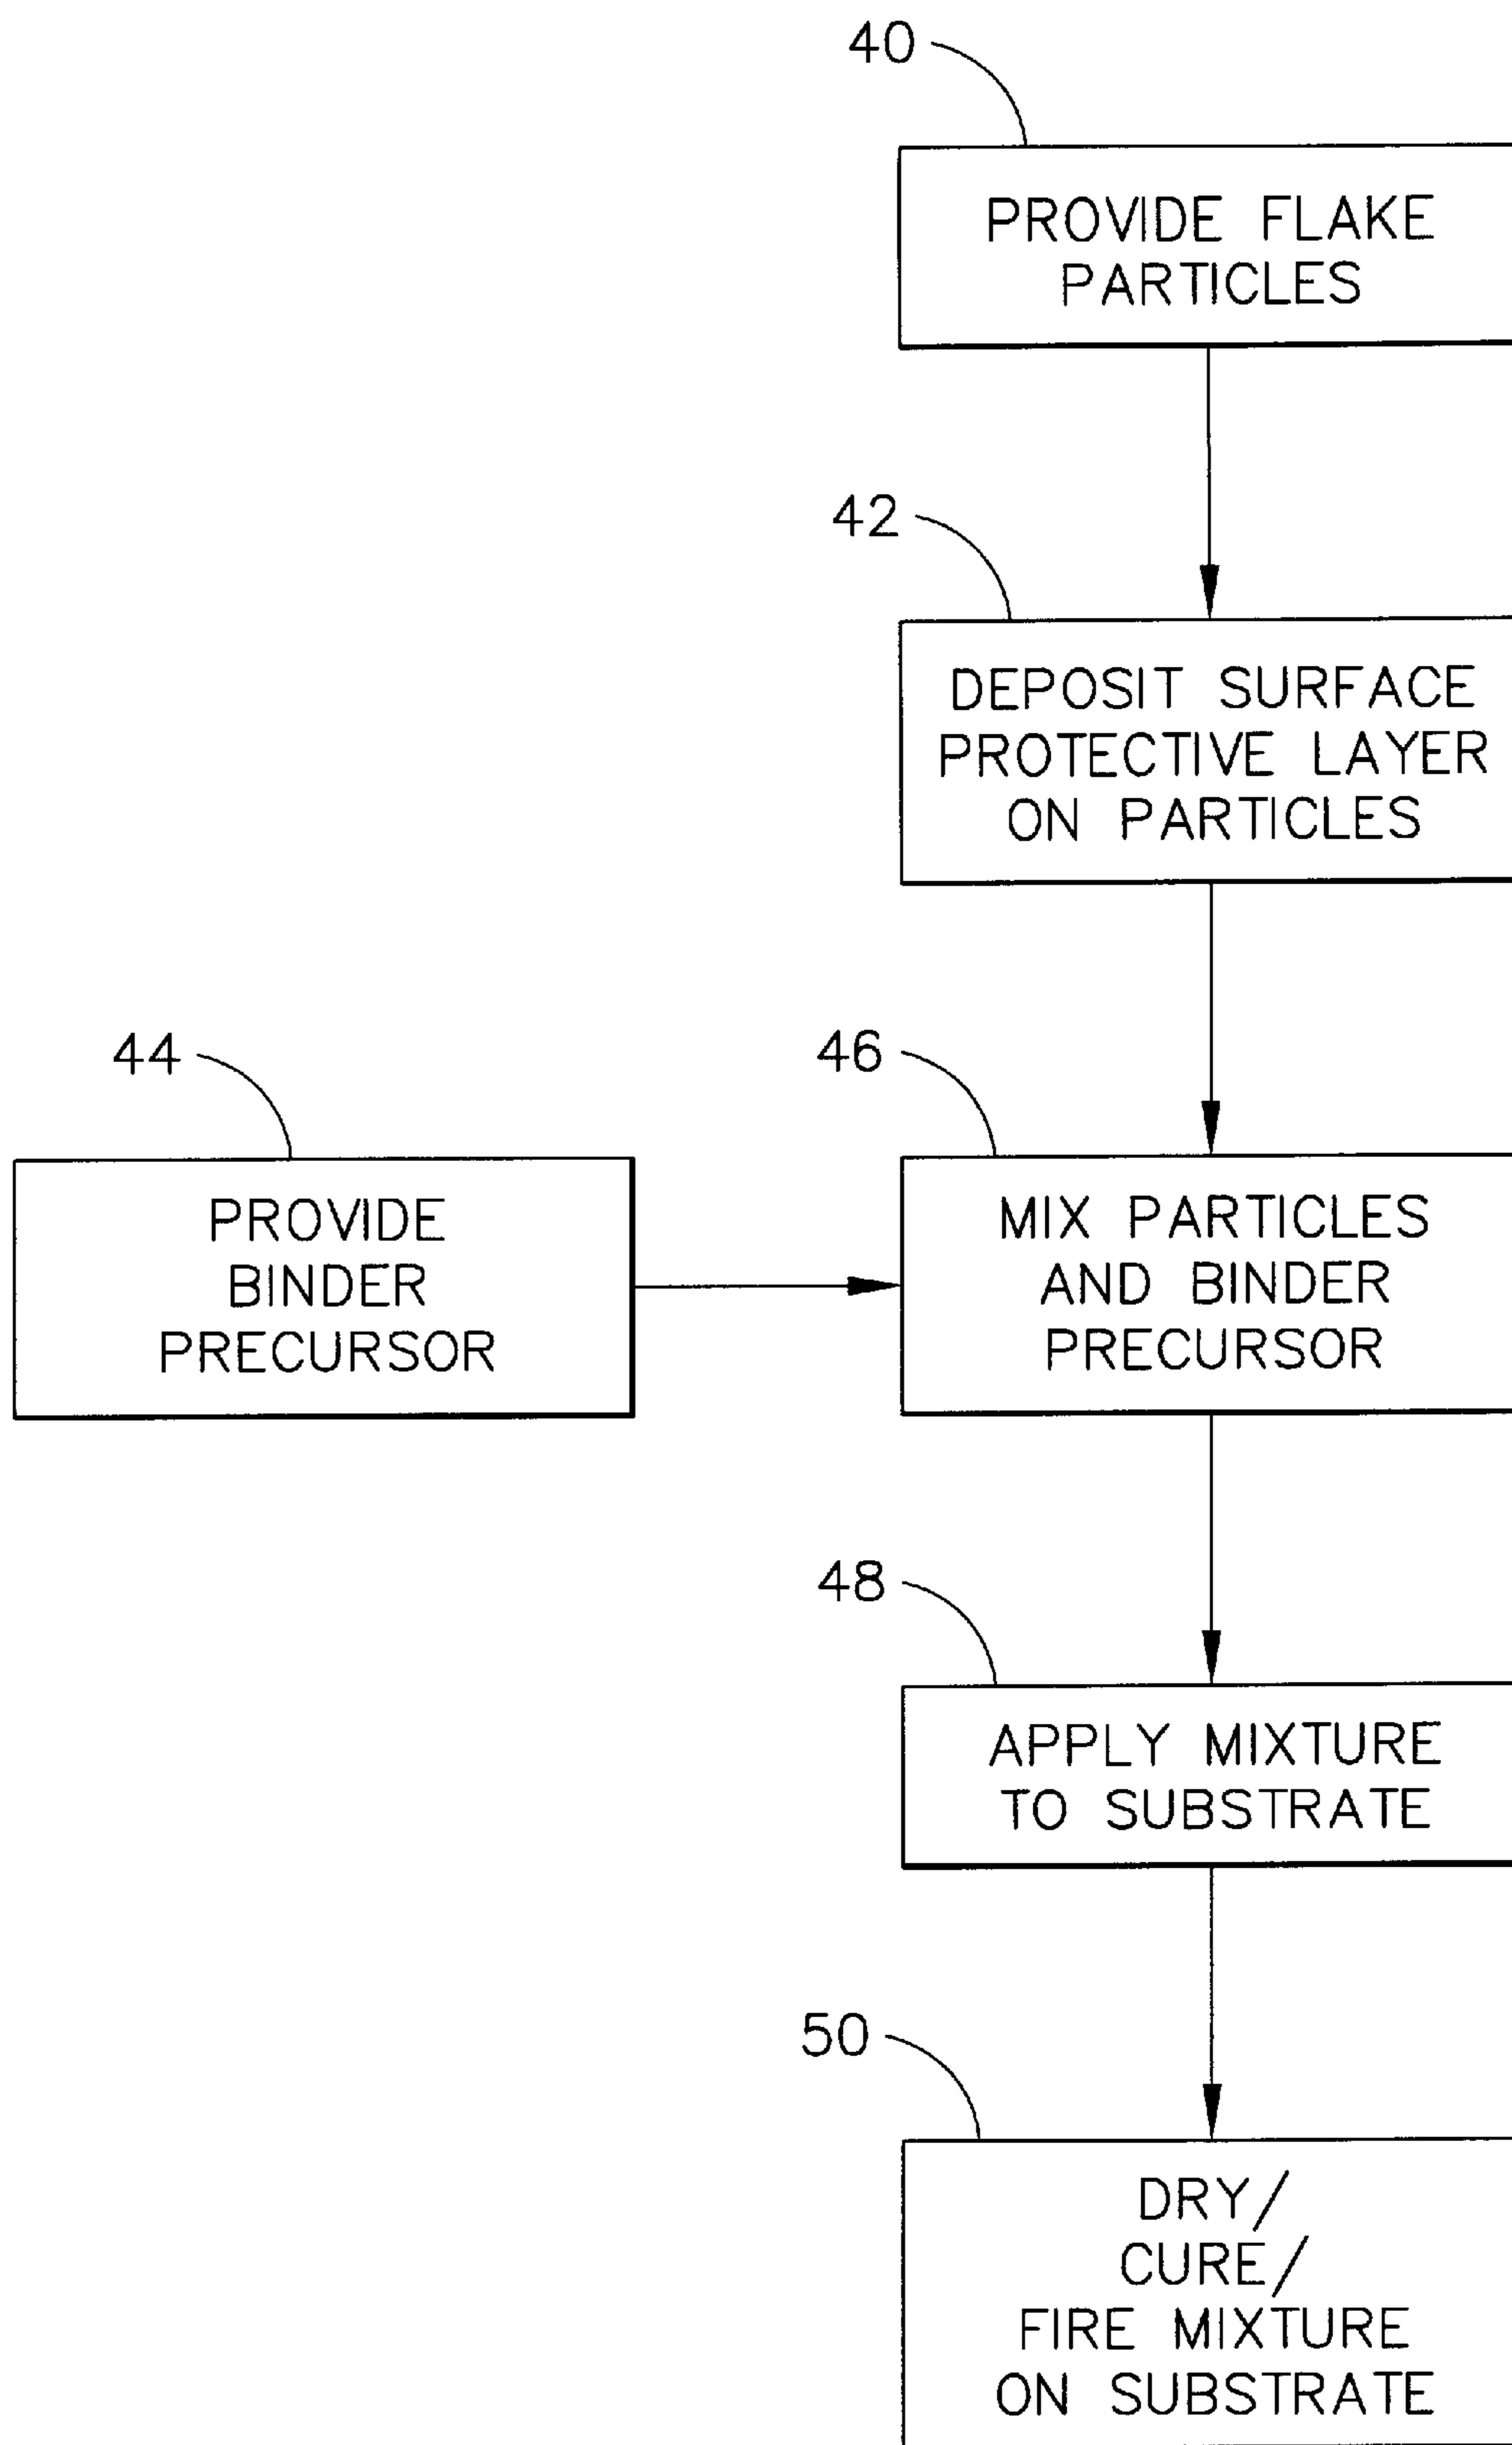 40
PROVIDE FLAKE
PARTICLES
42
DEPOSIT SURFACE
PROTECTIVE LAYER
ON PARTICLES
44
PROVIDE
BINDER
PRECURSOR
46
MIX PARTICLES
AND BINDER
PRECURSOR
48
APPLY MIXTURE
TO SUBSTRATE
50
DRY/
CURE/
FIRE MIXTURE
ON SUBSTRATE